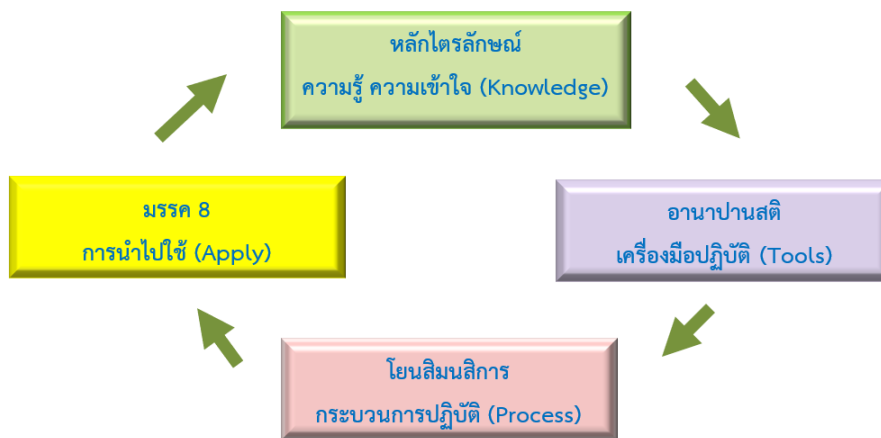 หลักไตรลักษณ์
ความรู้ ความเข้าใจ (Knowledge)
อานาปานสติ
เครื่องมือปฏิบัติ (Tools)
โยนสิมนสิการ
กระบวนการปฏิบัติ (Process)
มรรค 8
การนำไปใช้ (Apply)